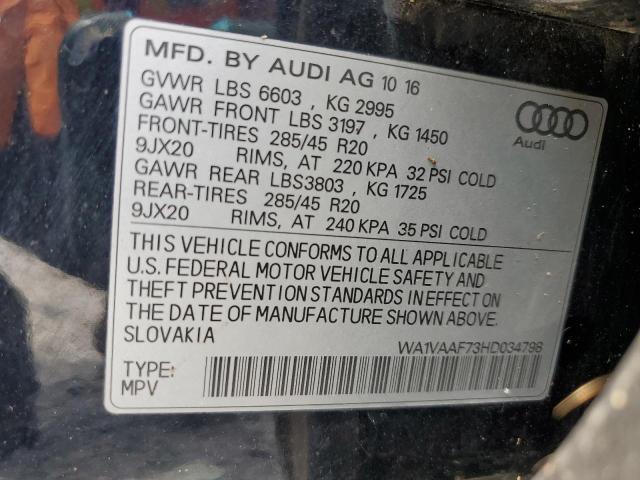 MFD. BY AUDI AG 10 16
GVWR LBS 6603 , KG 2995
GAWR FRONT LBS 3197 , KG 1450
FRONT-TIRES 285/45 R20
9JX20 RIMS, AT 220 KPA 32 PSI COLD
GAWR REAR LBS3803 , KG 1725
REAR-TIRES 285/45 R20
9JX20 RIMS, AT 240 KPA 35 PSI COLD
Audi
THIS VEHICLE CONFORMS TO ALL APPLICABLE
U.S. FEDERAL MOTOR VEHICLE SAFETY AND
THEFT PREVENTION STANDARDS IN EFFECT ON
THE DATE OF MANUFACTURE SHOWN ABOVE.
SLOVAKIA
WA1VAAF73HD034798
TYPE:
MPV